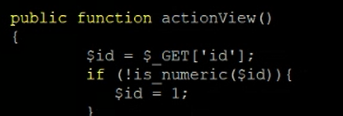 public function actionView()
{
$id = $_GET['id'];
if (!is_numeric($id)){
$id = 1;
}